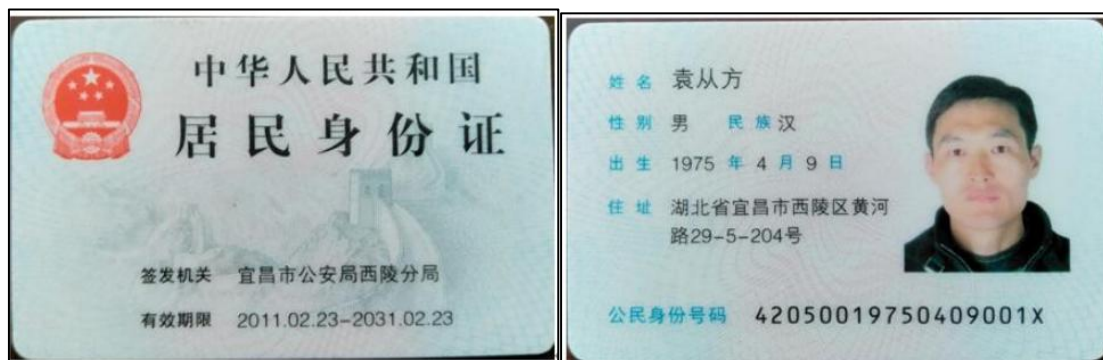 中华人民共和国
居民身份证
签发机关 宜昌市公安局西陵分局
有效期限 2011.02.23-2031.02.23
姓名 袁从方
性别 男 民族 汉
出生 1975 年 4 月 9 日
住址 湖北省宜昌市西陵区黄河
路29-5-204号
公民身份号码 42050019750409001X